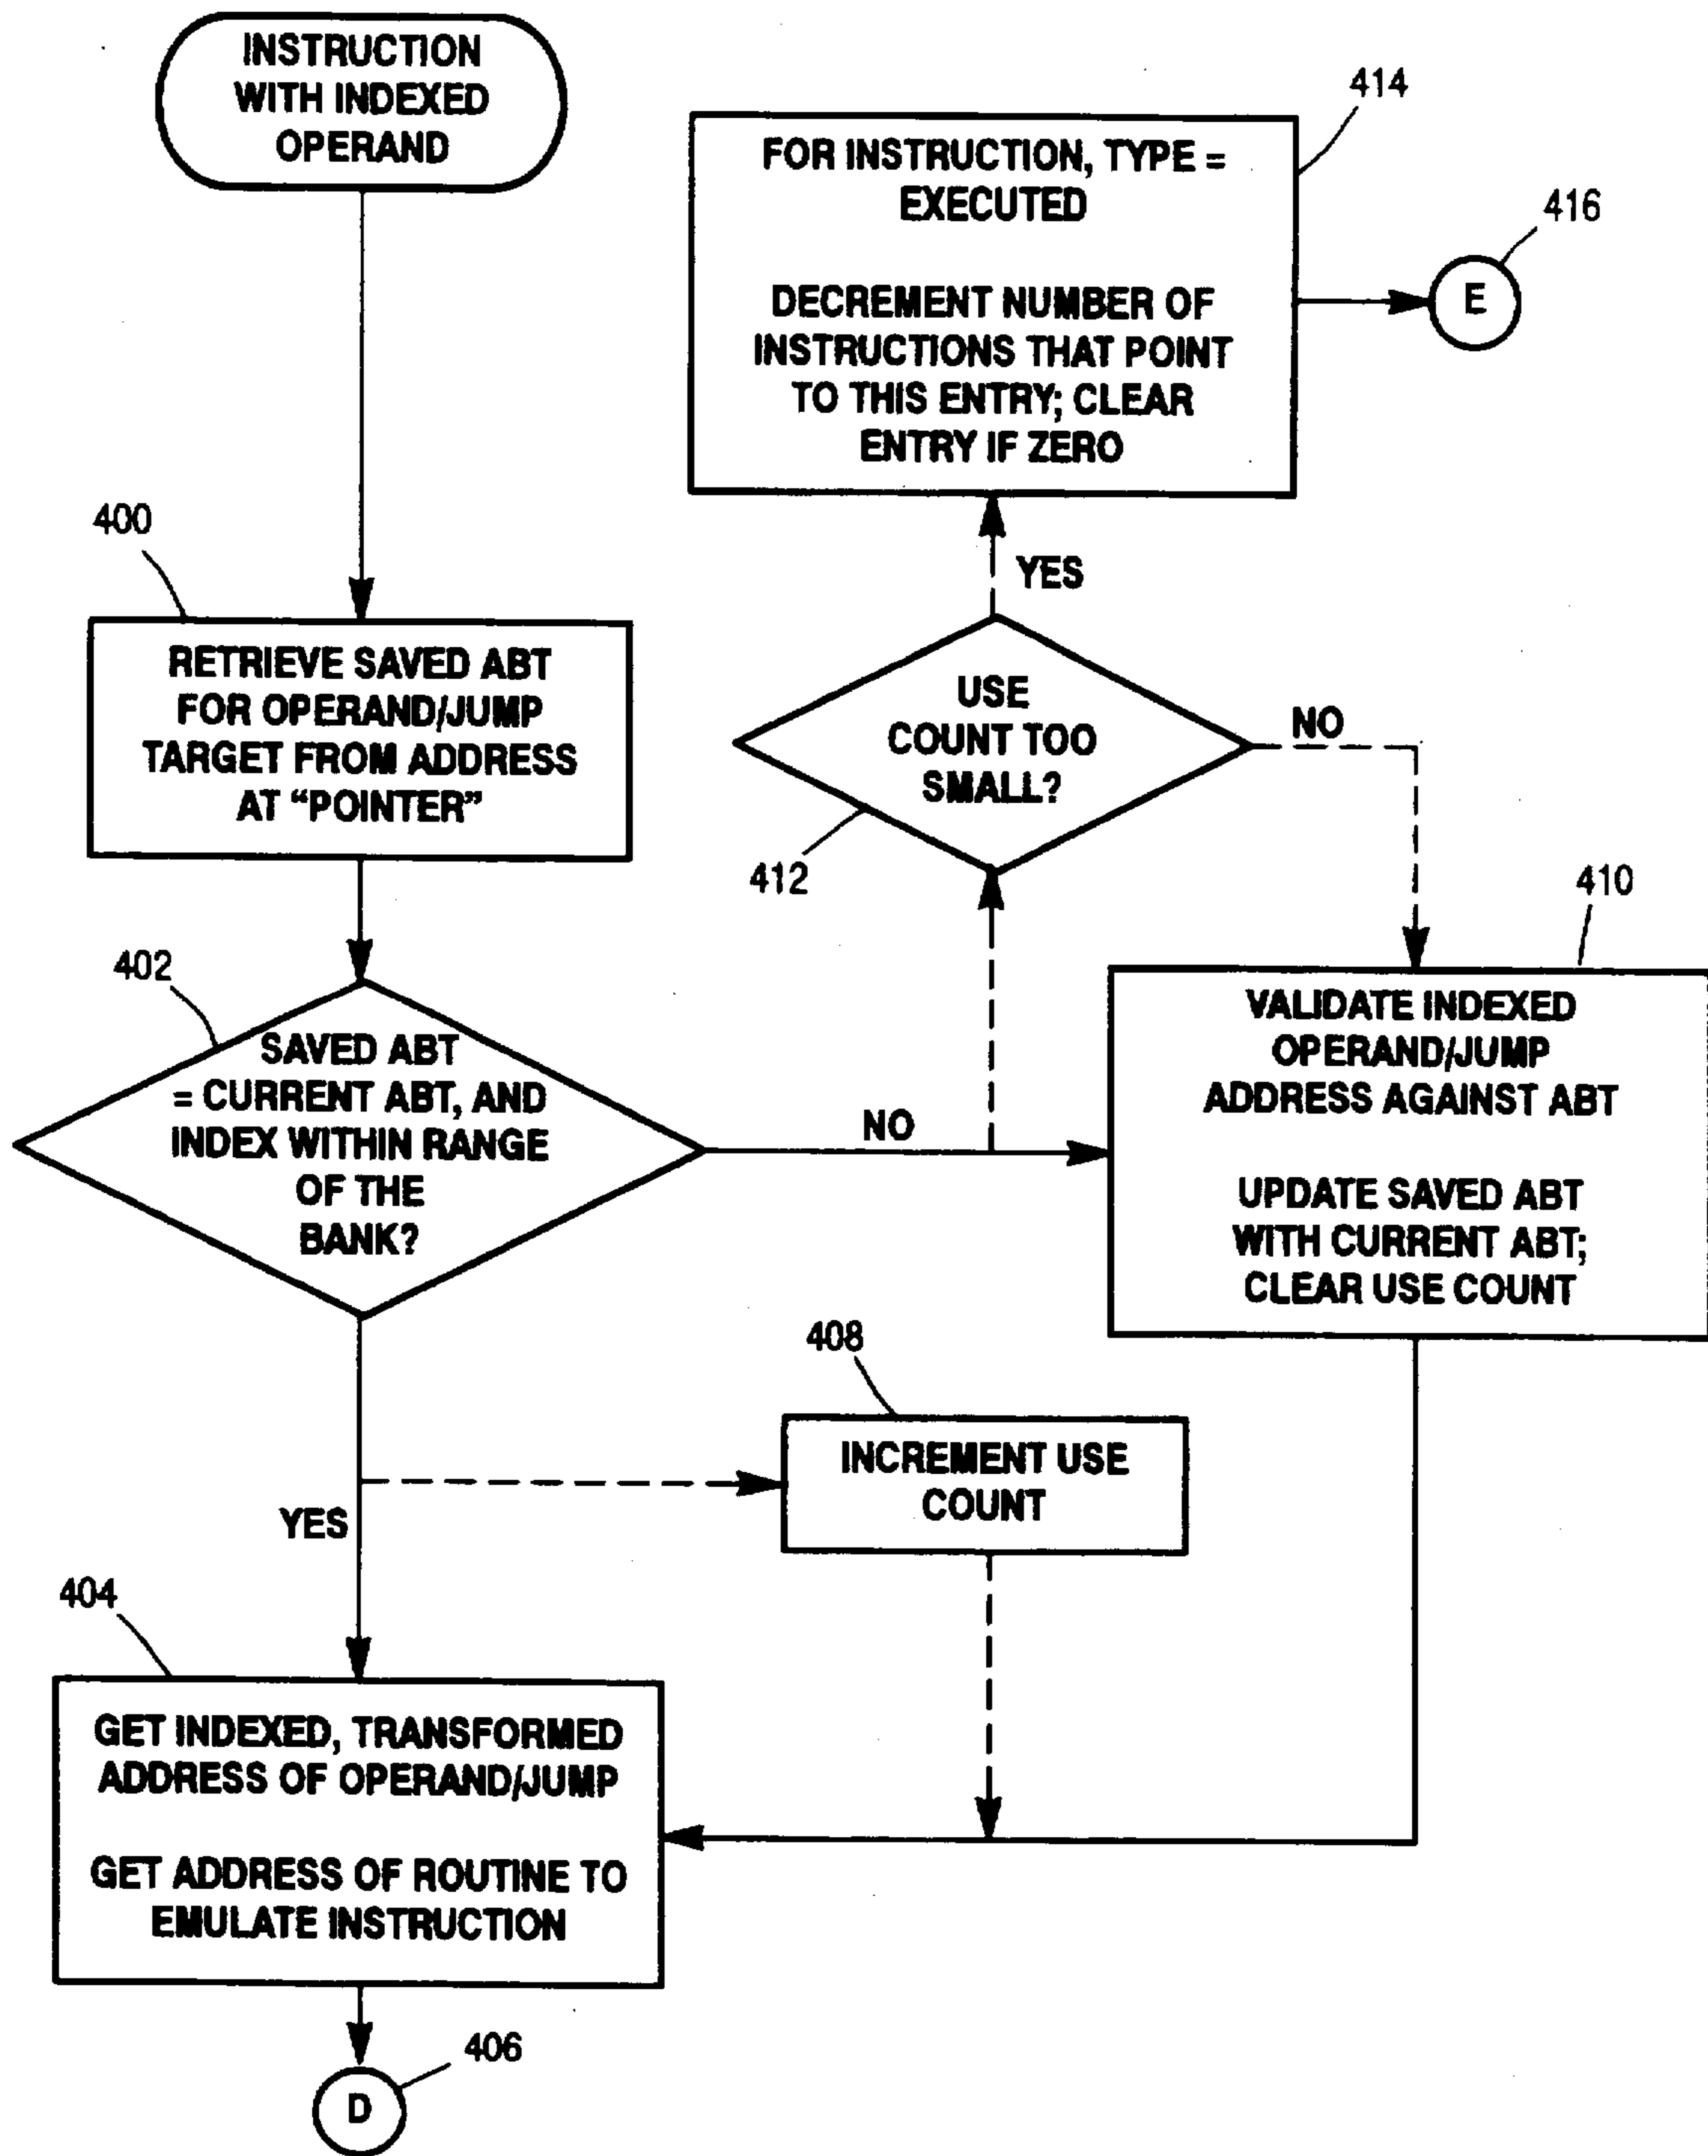 INSTRUCTION
WITH INDEXED
OPERAND
414
FOR INSTRUCTION, TYPE =
EXECUTED
DECREMENT NUMBER OF
INSTRUCTIONS THAT POINT
TO THIS ENTRY; CLEAR
ENTRY IF ZERO
416
E
400
RETRIEVE SAVED ABT
FOR OPERAND/JUMP
TARGET FROM ADDRESS
AT “POINTER”
YES
USE
COUNT TOO
SMALL?
NO
412
410
402
SAVED ABT
= CURRENT ABT, AND
INDEX WITHIN RANGE
OF THE
BANK?
NO
VALIDATE INDEXED
OPERAND/JUMP
ADDRESS AGAINST ABT
UPDATE SAVED ABT
WITH CURRENT ABT;
CLEAR USE COUNT
408
INCREMENT USE
COUNT
YES
404
GET INDEXED, TRANSFORMED
ADDRESS OF OPERAND/JUMP
GET ADDRESS OF ROUTINE TO
EMULATE INSTRUCTION
406
D